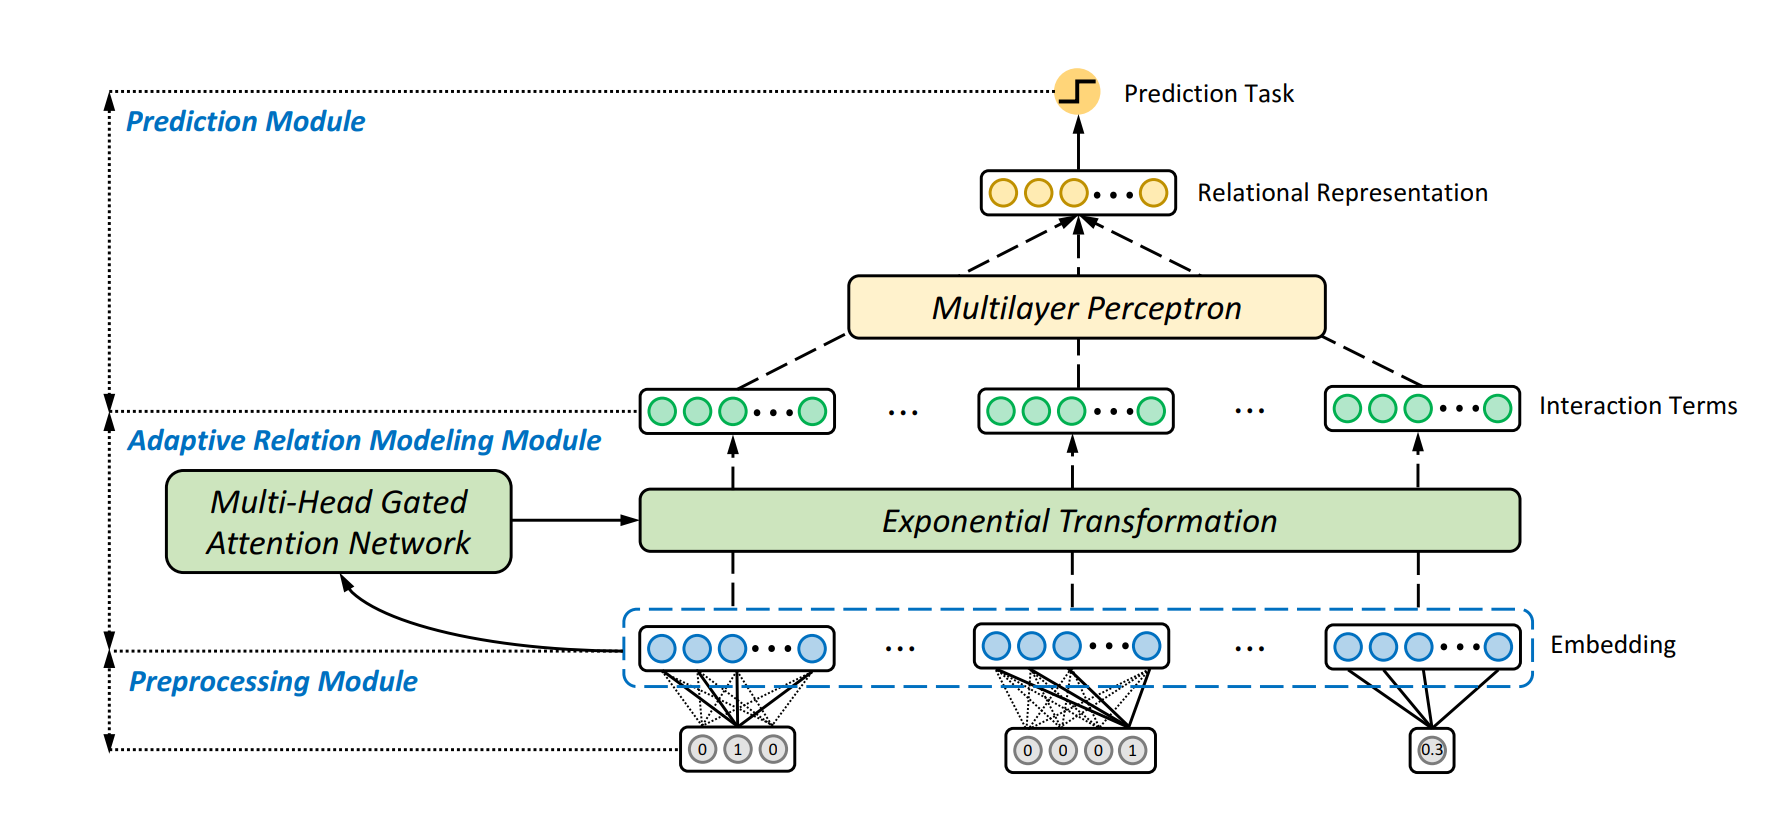 Prediction Task
Prediction Module
Relational Representation
Multilayer Perceptron
... ...
Interaction Terms
Adaptive Relation Modeling Module
Multi-Head Gated
Attention Network
Exponential Transformation
... ...
Embedding
Preprocessing Module
0 1 0
0 0 0 1
0.3